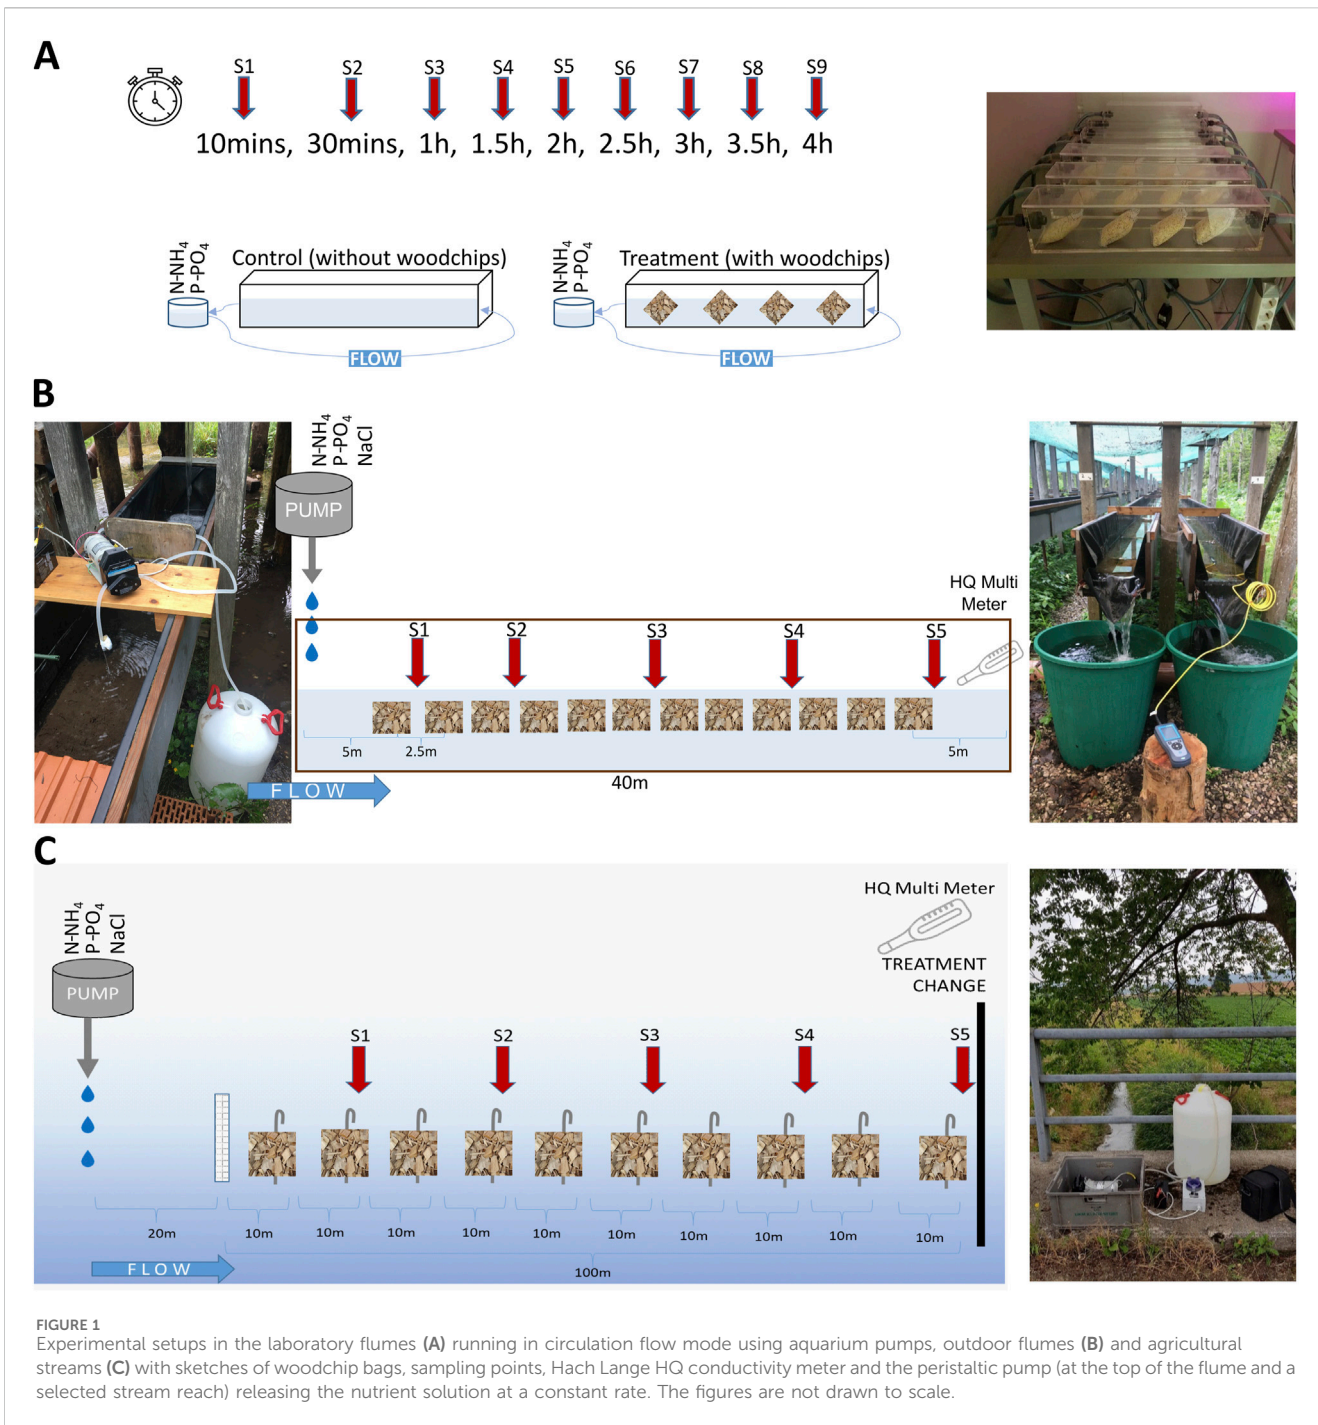 A
S1 S2 S3 S4 S5 S6 S7 S8 S9
10mins, 30mins, 1h, 1.5h, 2h, 2.5h, 3h, 3.5h, 4h
N-NH4
P-PO4
Control (without woodchips)
FLOW
N-NH4
P-PO4
Treatment (with woodchips)
FLOW
B
N-NH4
P-PO4
NaCl
PUMP
HQ Multi
Meter
S1 S2 S3 S4 S5
5m 2.5m 5m
40m
FLOW
C
N-NH4
P-PO4
NaCl
PUMP
HQ Multi Meter
TREATMENT
CHANGE
S1 S2 S3 S4 S5
20m 10m 10m 10m 10m 10m 10m 10m 10m 10m 10m
100m
FLOW
FIGURE 1
Experimental setups in the laboratory flumes (A) running in circulation flow mode using aquarium pumps, outdoor flumes (B) and agricultural
streams (C) with sketches of woodchip bags, sampling points, Hach Lange HQ conductivity meter and the peristaltic pump (at the top of the flume and a
selected stream reach) releasing the nutrient solution at a constant rate. The figures are not drawn to scale.